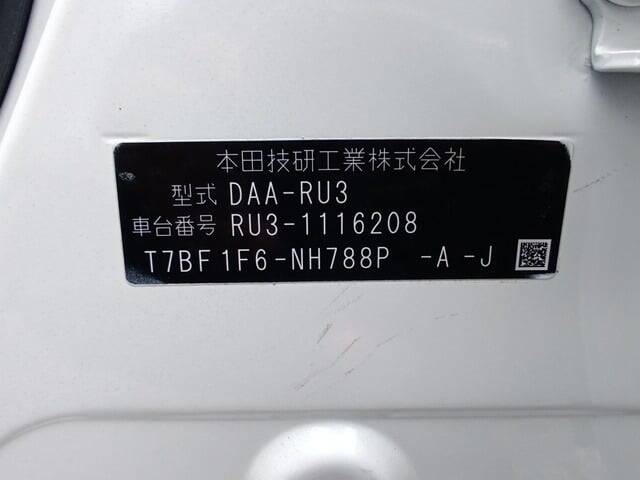 本田技研工業株式会社
型式 DAA-RU3
車台番号 RU3-1116208
T7BF1F6-NH788P -A -J